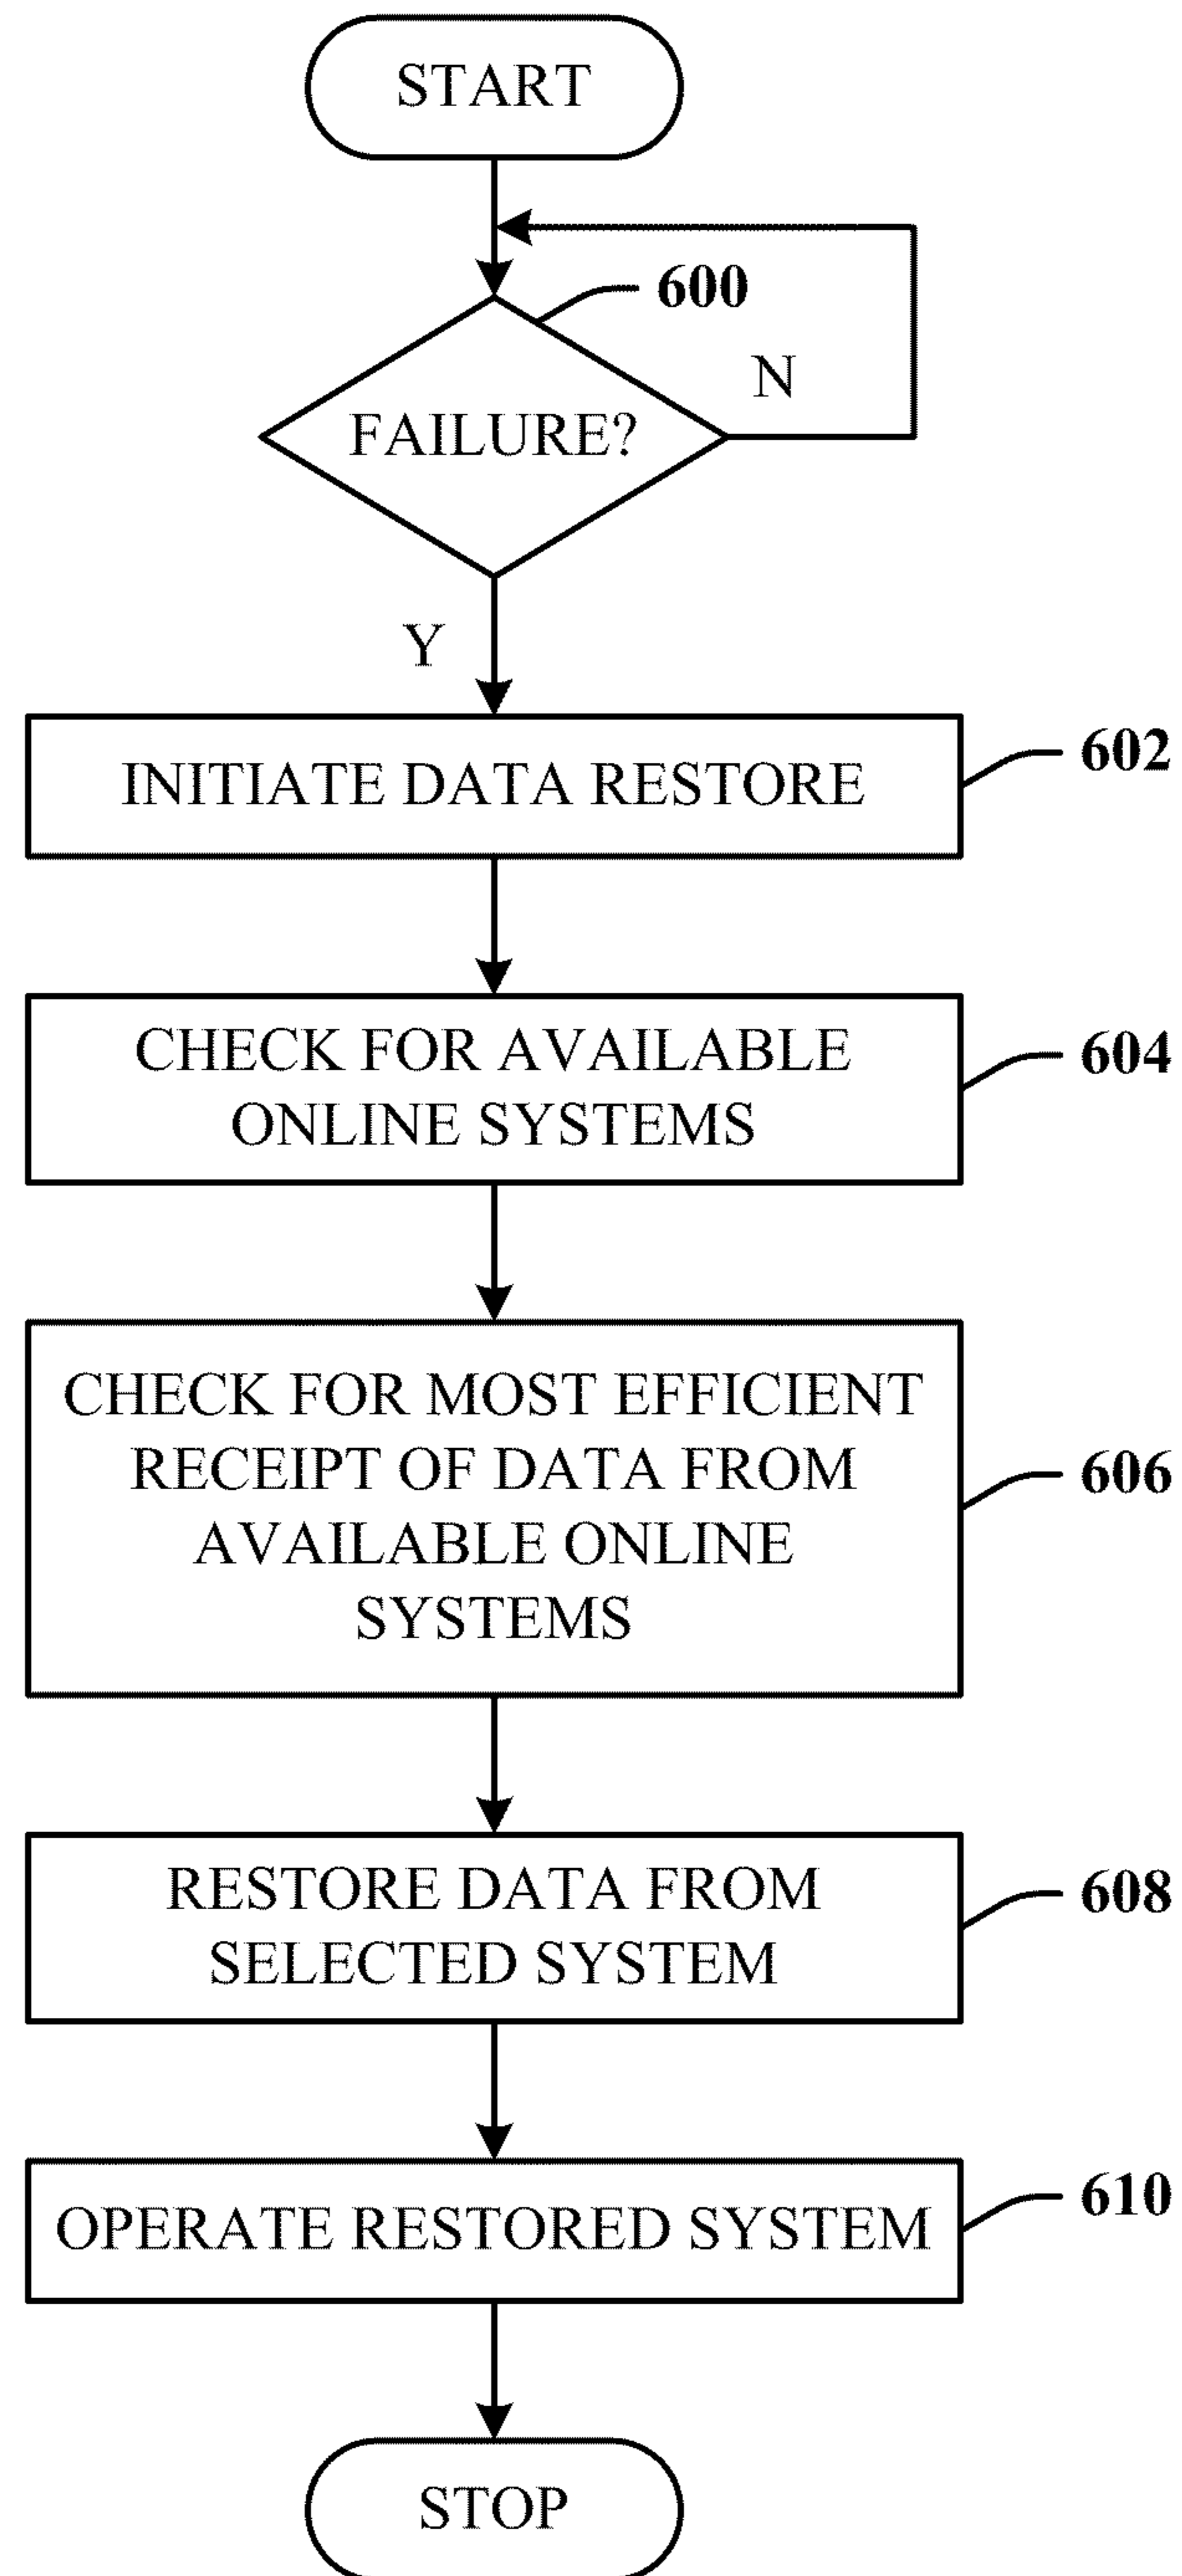 START
600
N
FAILURE?
Y
INITIATE DATA RESTORE
602
CHECK FOR AVAILABLE
ONLINE SYSTEMS
604
CHECK FOR MOST EFFICIENT
RECEIPT OF DATA FROM
AVAILABLE ONLINE
SYSTEMS
606
RESTORE DATA FROM
SELECTED SYSTEM
608
OPERATE RESTORED SYSTEM
610
STOP